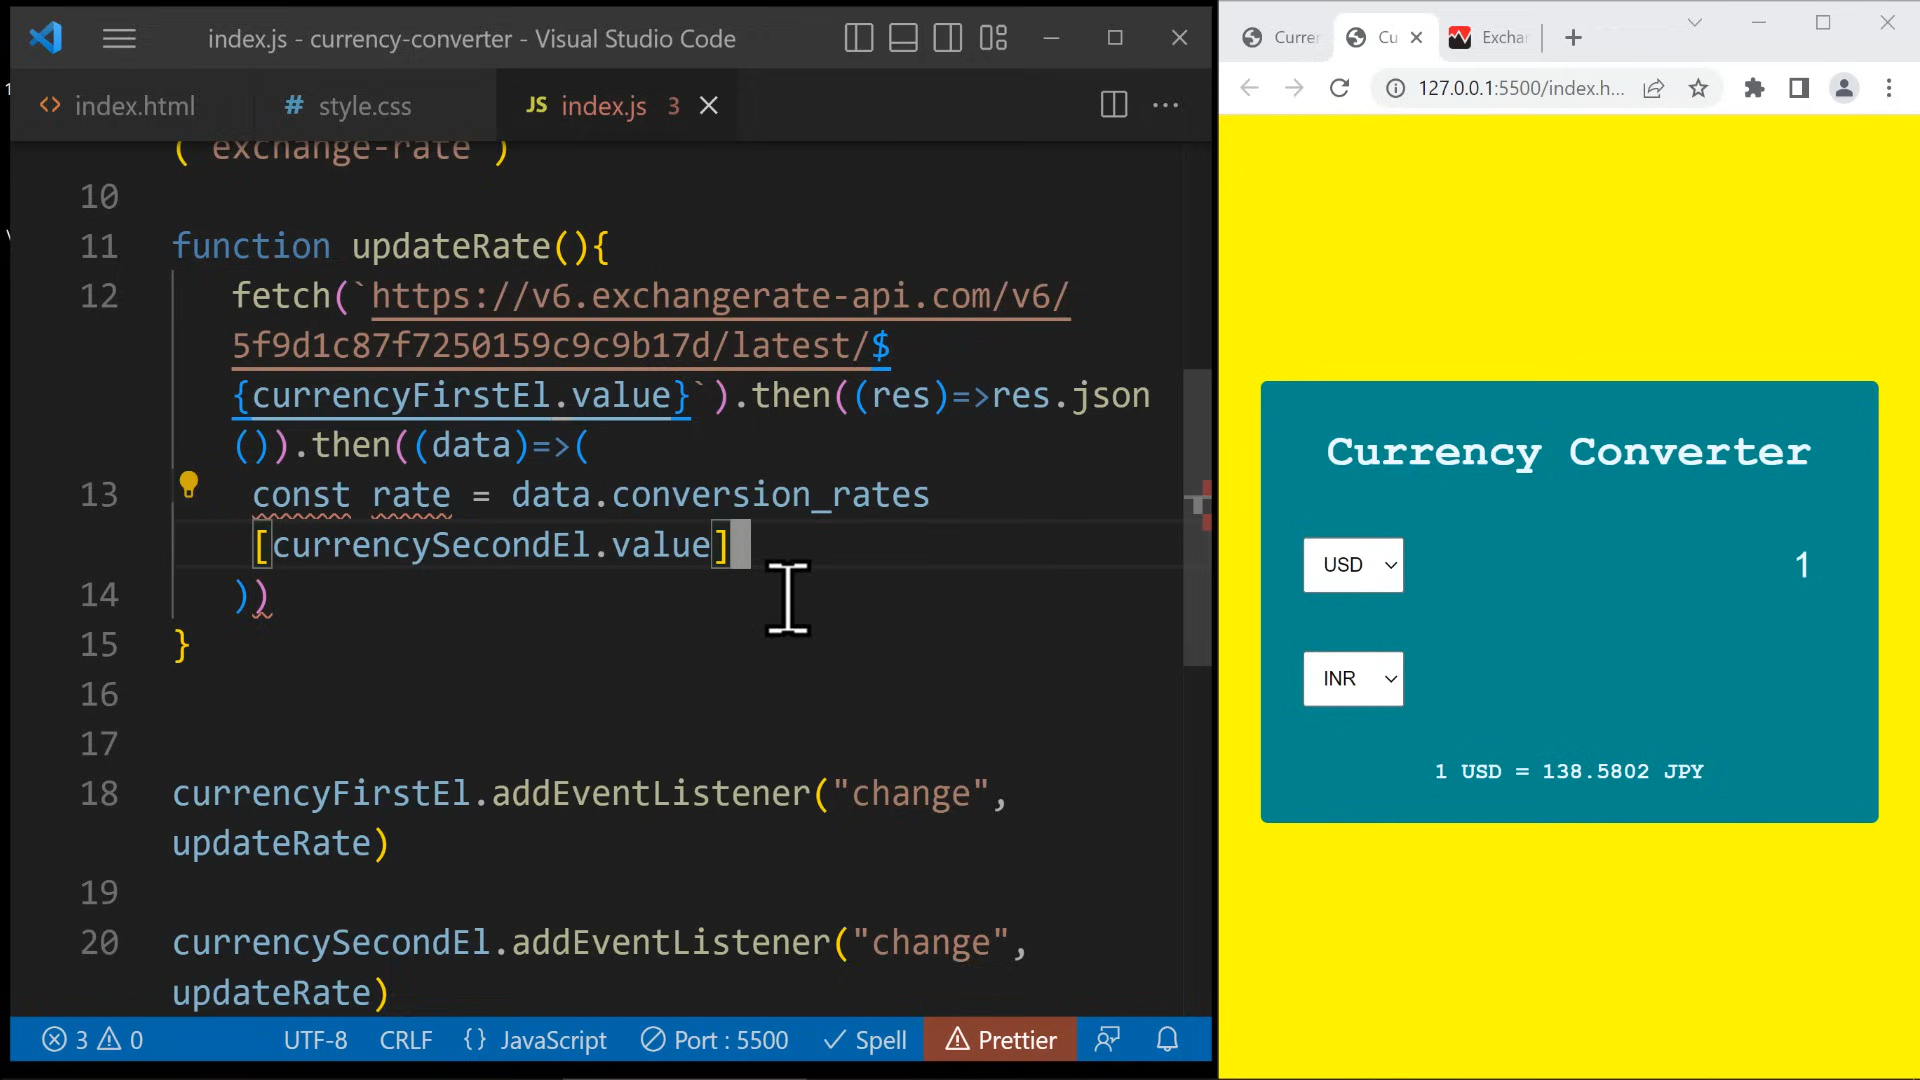 index.js - currency-converter - Visual Studio Code
index.html
# style.css
JS index.js 3
( exchange-rate )
10
11 function updateRate(){
12 fetch(`https://v6.exchangerate-api.com/v6/
5f9d1c87f7250159c9c9b17d/latest/$
{currencyFirstEl.value}`).then((res)=>res.json
()).then((data)=>(
13 const rate = data.conversion_rates
[currencySecondEl.value]
14 ))
15 }
16
17
18 currencyFirstEl.addEventListener("change",
updateRate)
19
20 currencySecondEl.addEventListener("change",
updateRate)
3 0 UTF-8 CRLF {} JavaScript Port : 5500 Spell Prettier
Curre
Cu
Excha
127.0.0.1:5500/index.h...
Currency Converter
USD 1
INR
1 USD = 138.5802 JPY